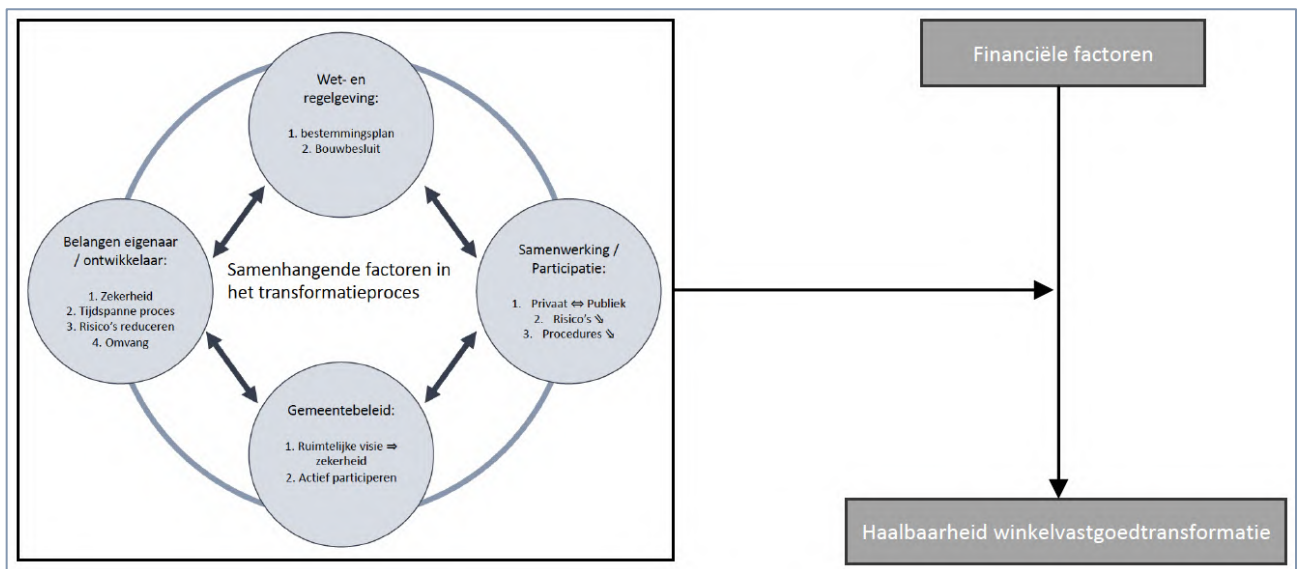 Wet- en
regelgeving:
1. bestemmingsplan
2. Bouwbesluit
Belangen eigenaar
/ ontwikkelaar:
1. Zekerheid
2. Tijdspanne proces
3. Risico's reduceren
4. Omvang
Samenhangende factoren in
het transformatieproces
Samenwerking /
Participatie:
1. Privaat ⇔ Publiek
2. Risico's ⇘
3. Procedures ⇘
Gemeentebeleid:
1. Ruimtelijke visie ⇒
zekerheid
2. Actief participeren
Financiële factoren
Haalbaarheid winkelvastgoedtransformatie